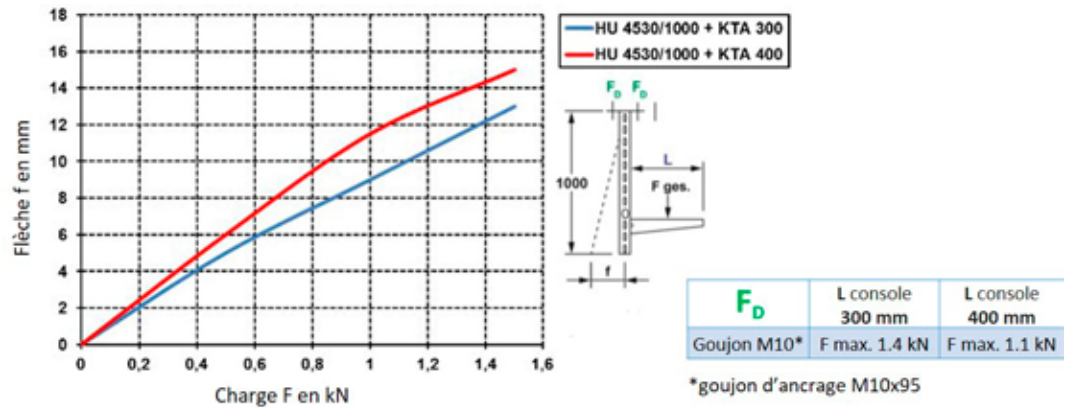 18
16
14
12
10
8
6
4
2
0
Flèche f en mm
0 0,2 0,4 0,6 0,8 1 1,2 1,4 1,6
Charge F en kN
HU 4530/1000 + KTA 300
HU 4530/1000 + KTA 400
F_D F_D
L
1000
F ges.
f
F_D L console 300 mm L console 400 mm
Goujon M10* F max. 1.4 kN F max. 1.1 kN
*goujon d'ancrage M10x95